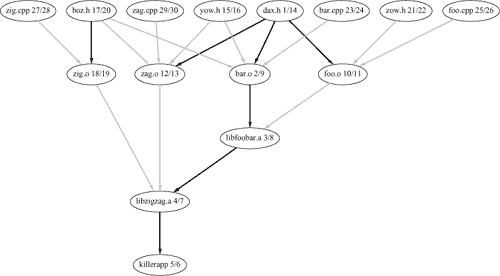 zig.cpp 27/28
boz.h 17/20
zag.cpp 29/30
yow.h 15/16
dax.h 1/14
bar.cpp 23/24
zow.h 21/22
foo.cpp 25/26
zig.o 18/19
zag.o 12/13
bar.o 2/9
foo.o 10/11
libfoobar.a 3/8
libzigzag.a 4/7
killerapp 5/6